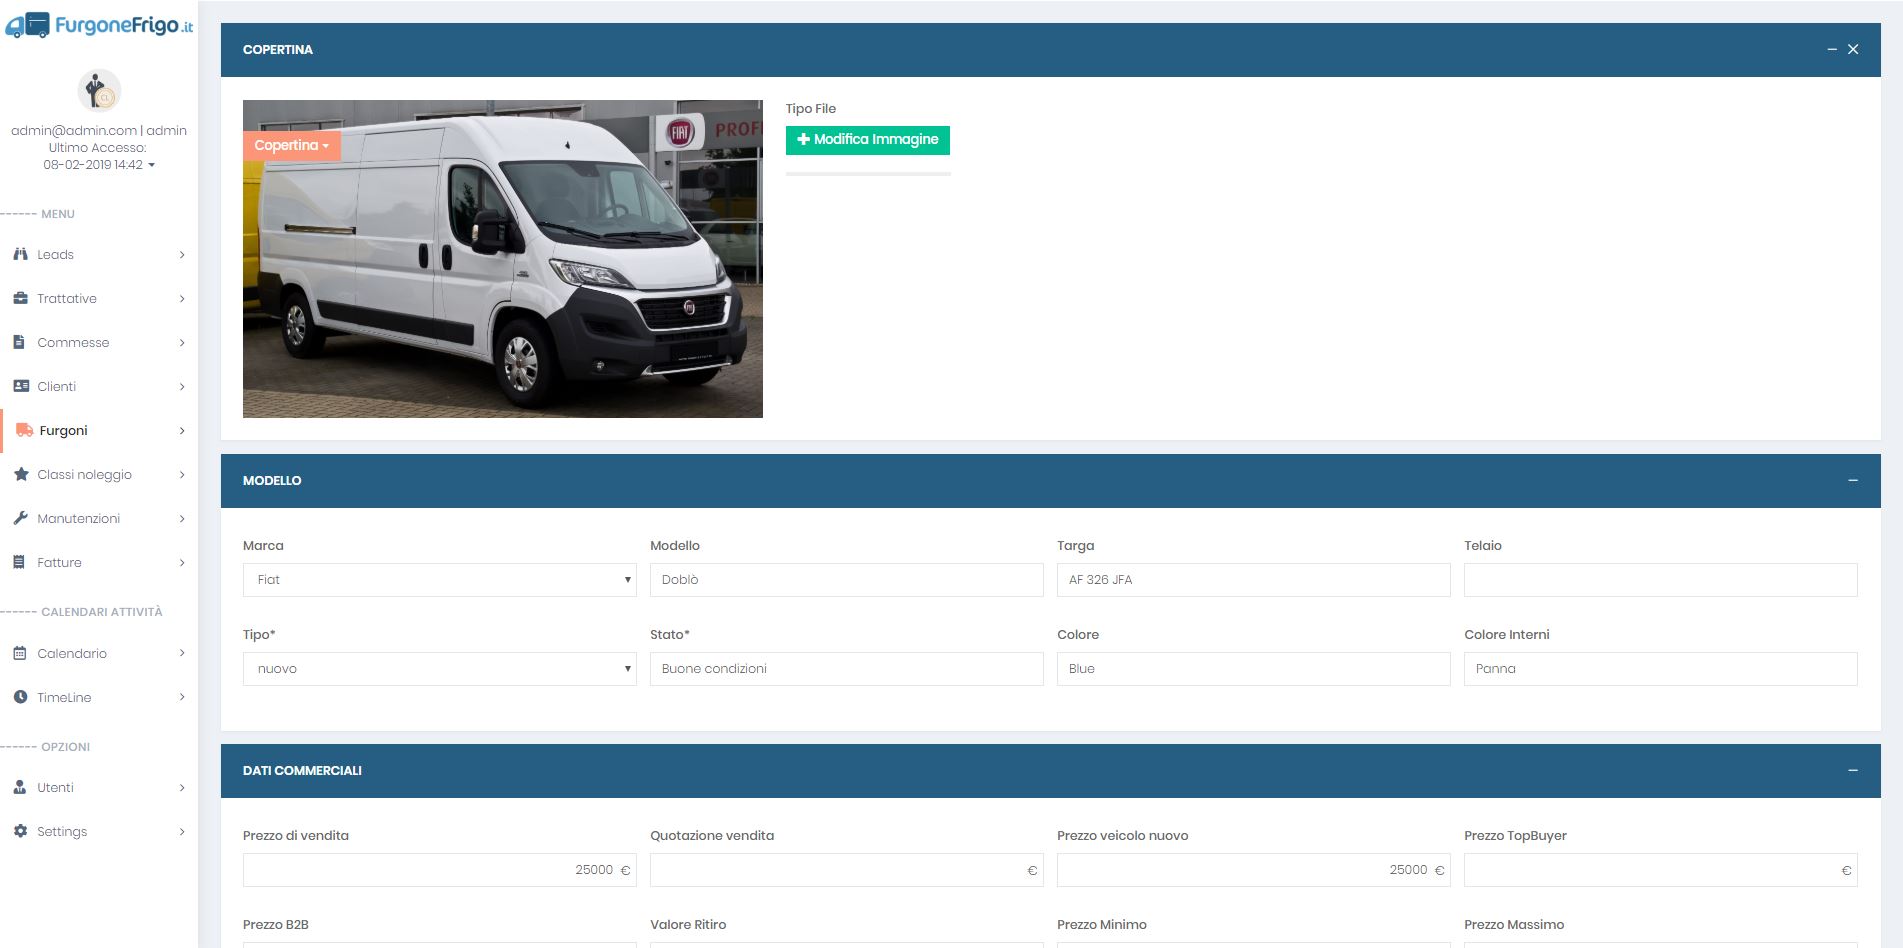 FurgoneFrigo.it
admin@admin.com | admin
Ultimo Accesso:
08-02-2019 14:42
------ MENU
Leads
Trattative
Commesse
Clienti
Furgoni
Classi noleggio
Manutenzioni
Fatture
------ CALENDARI ATTIVITÀ
Calendario
TimeLine
------ OPZIONI
Utenti
Settings
COPERTINA
Copertina
FIAT
PROFE
Tipo File
Modifica Immagine
MODELLO
Marca Modello Targa Telaio
Fiat Doblò AF 326 JFA
Tipo* Stato* Colore Colore Interni
nuovo Buone condizioni Blue Panna
DATI COMMERCIALI
Prezzo di vendita Quotazione vendita Prezzo veicolo nuovo Prezzo TopBuyer
25000 € € 25000 € €
Prezzo B2B Valore Ritiro Prezzo Minimo Prezzo Massimo